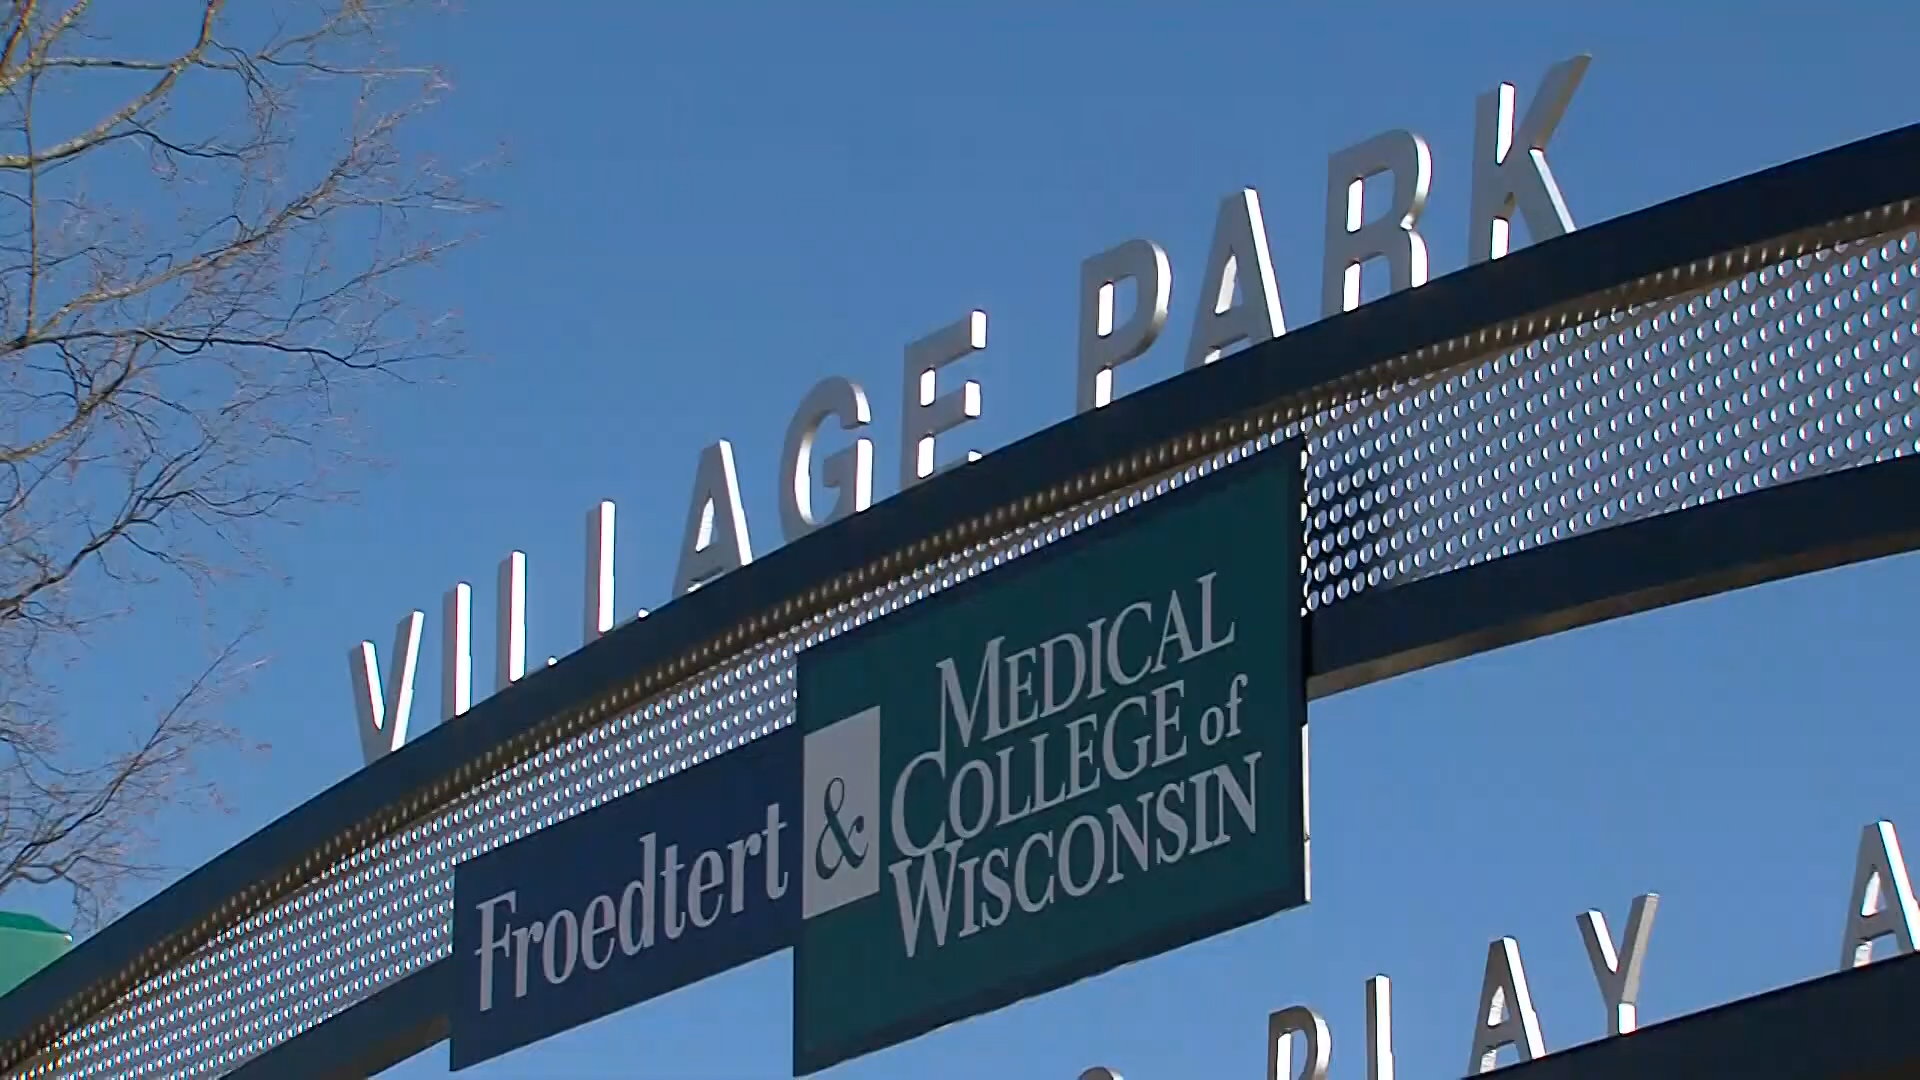 VILLAGE PARK
Froedtert & MEDICAL
COLLEGE of
WISCONSIN
PLAY